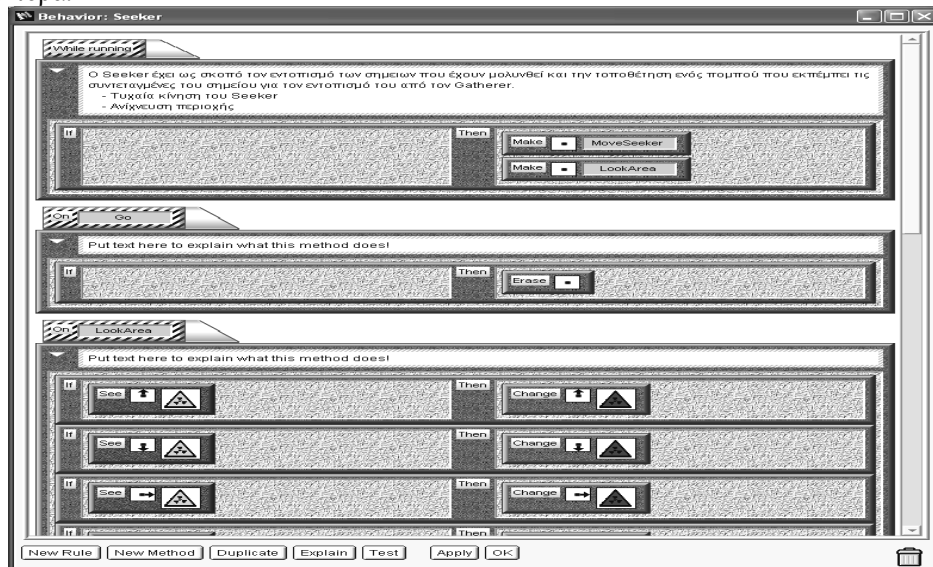 Behavior: Seeker
While running
Ο Seeker έχει ως σκοπό τον εντοπισμό των σημειων που έχουν μολυνθεί και την τοποθέτηση ενός πομπού που εκπέμπει τις
συντεταγμένες του σημείου για τον εντοπισμό του από τον Gatherer.
- Τυχαία κίνηση του Seeker
- Ανίχνευση περιοχής
If Then Make MoveSeeker
Make LookArea
On Go
Put text here to explain what this method does!
If Then Erase
On LookArea
Put text here to explain what this method does!
If See Then Change
If See Then Change
If See Then Change
If Then
New Rule New Method Duplicate Explain Test Apply OK